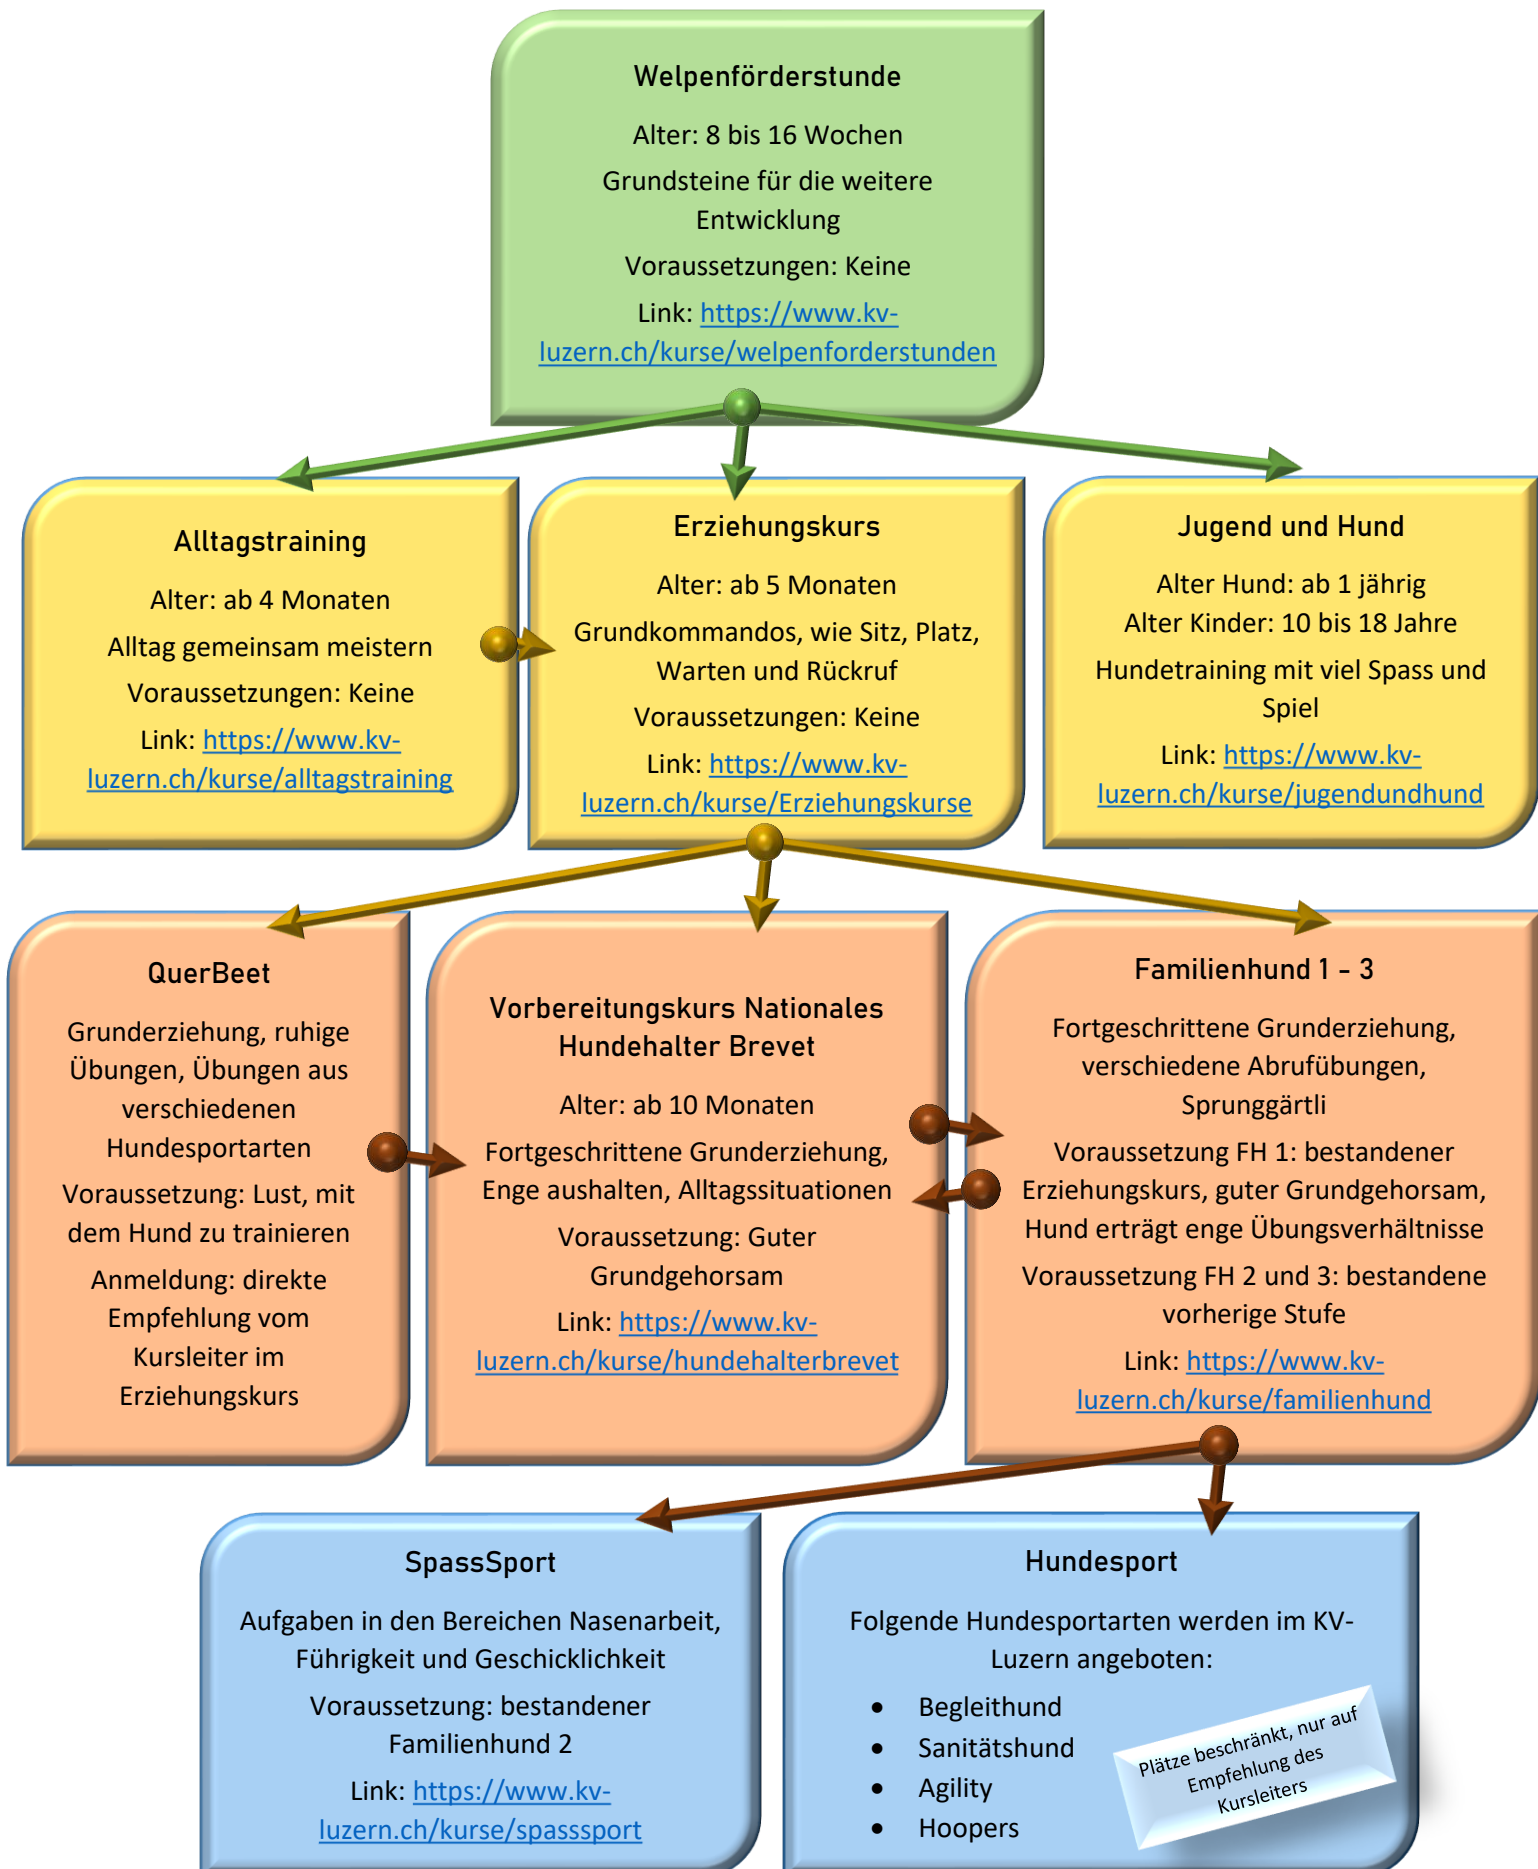 Welpenförderstunde
Alter: 8 bis 16 Wochen
Grundsteine für die weitere
Entwicklung
Voraussetzungen: Keine
Link: https://www.kv-
luzern.ch/kurse/welpenforderstunden
Alltagstraining
Alter: ab 4 Monaten
Alltag gemeinsam meistern
Voraussetzungen: Keine
Link: https://www.kv-
luzern.ch/kurse/alltagstraining
Erziehungskurs
Alter: ab 5 Monaten
Grundkommandos, wie Sitz, Platz,
Warten und Rückruf
Voraussetzungen: Keine
Link: https://www.kv-
luzern.ch/kurse/Erziehungskurse
Jugend und Hund
Alter Hund: ab 1 jährig
Alter Kinder: 10 bis 18 Jahre
Hundetraining mit viel Spass und
Spiel
Link: https://www.kv-
luzern.ch/kurse/jugendundhund
QuerBeet
Grunderziehung, ruhige
Übungen, Übungen aus
verschiedenen
Hundesportarten
Voraussetzung: Lust, mit
dem Hund zu trainieren
Anmeldung: direkte
Empfehlung vom
Kursleiter im
Erziehungskurs
Vorbereitungskurs Nationales
Hundehalter Brevet
Alter: ab 10 Monaten
Fortgeschrittene Grunderziehung,
Enge aushalten, Alltagssituationen
Voraussetzung: Guter
Grundgehorsam
Link: https://www.kv-
luzern.ch/kurse/hundehalterbrevet
Familienhund 1 - 3
Fortgeschrittene Grunderziehung,
verschiedene Abrufübungen,
Sprunggärtli
Voraussetzung FH 1: bestandener
Erziehungskurs, guter Grundgehorsam,
Hund erträgt enge Übungsverhältnisse
Voraussetzung FH 2 und 3: bestandene
vorherige Stufe
Link: https://www.kv-
luzern.ch/kurse/familienhund
SpassSport
Aufgaben in den Bereichen Nasenarbeit,
Führigkeit und Geschicklichkeit
Voraussetzung: bestandener
Familienhund 2
Link: https://www.kv-
luzern.ch/kurse/spasssport
Hundesport
Folgende Hundesportarten werden im KV-
Luzern angeboten:
• Begleithund
• Sanitätshund
• Agility
• Hoopers
Plätze beschränkt, nur auf
Empfehlung des
Kursleiters